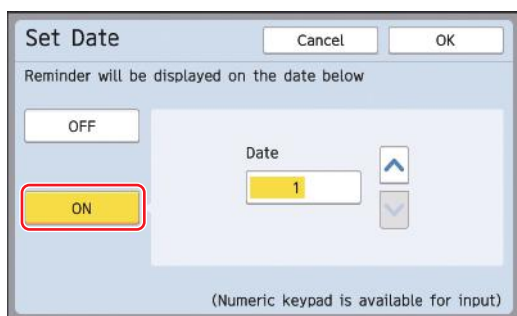 Set Date
Cancel
OK
Reminder will be displayed on the date below
OFF
Date
1
ON
(Numeric keypad is available for input)